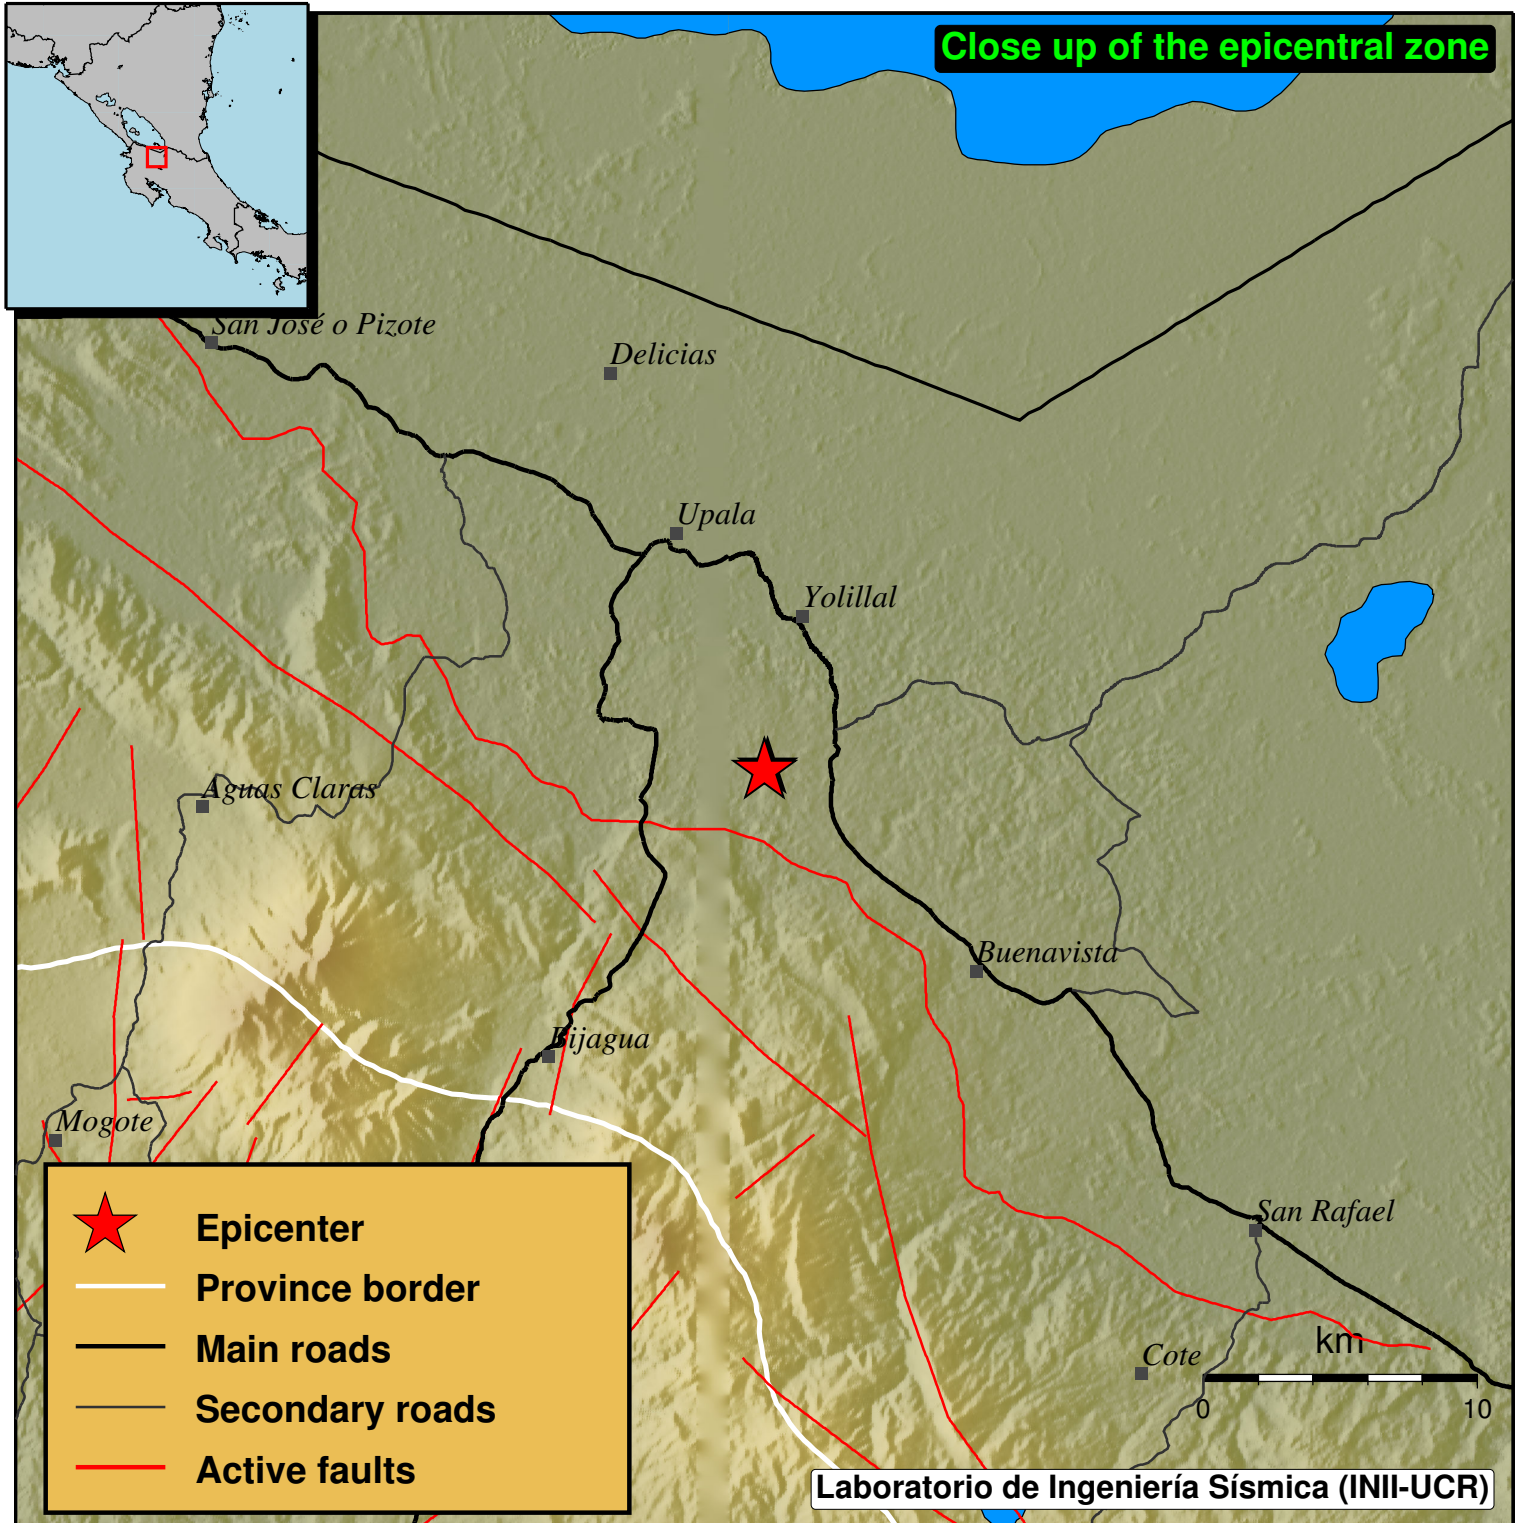 Close up of the epicentral zone
San José o Pizote
Delicias
Upala
Yolillal
Aguas Claras
Buenavista
Bijagua
Mogote
San Rafael
Cote
km
0 10
Epicenter
Province border
Main roads
Secondary roads
Active faults
Laboratorio de Ingeniería Sísmica (INII-UCR)